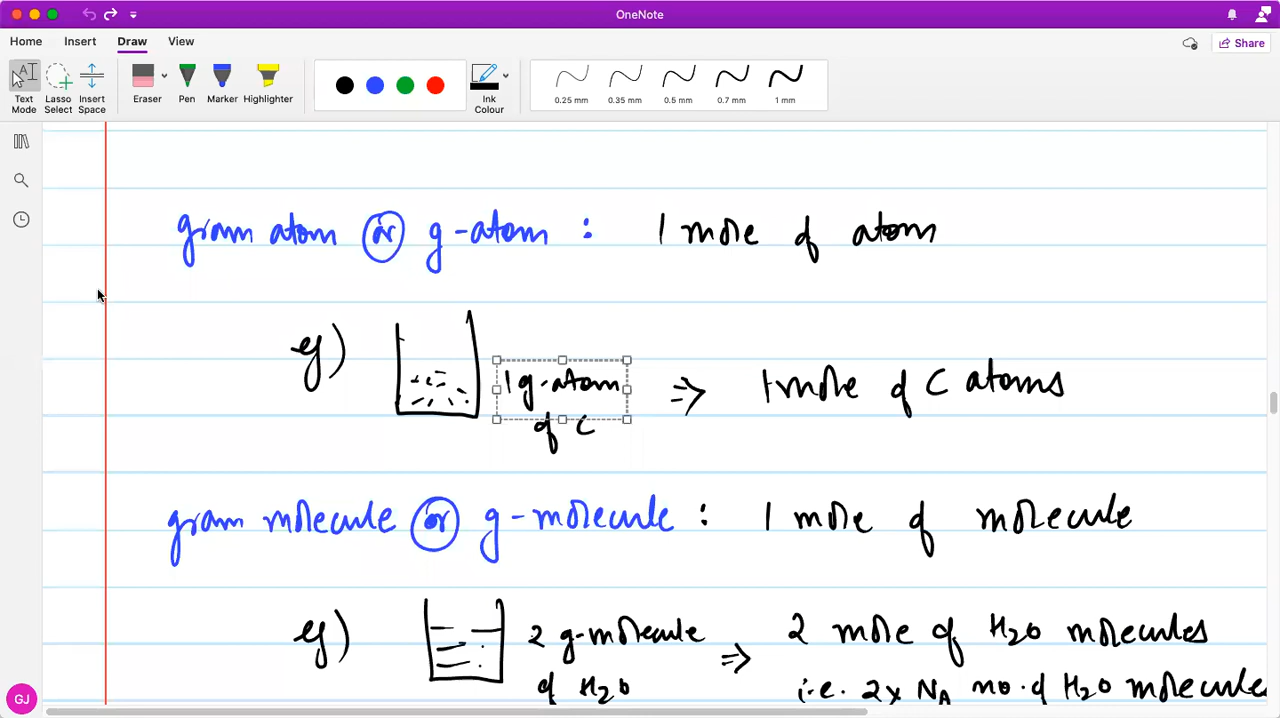 OneNote
Home Insert Draw View
Share
Text Mode
Lasso Select
Insert Space
Eraser
Pen
Marker
Highlighter
Ink Colour
0.25 mm
0.35 mm
0.5 mm
0.7 mm
1 mm
gram atom or g-atom : 1 mole of atom
eg) 1 g-atom of C ⇒ 1 mole of C atoms
gram molecule or g-molecule : 1 mole of molecule
eg) 2 g-molecule ⇒ 2 mole of H2O molecules
of H2O i.e. 2x NA no. of H2O molecule
GJ